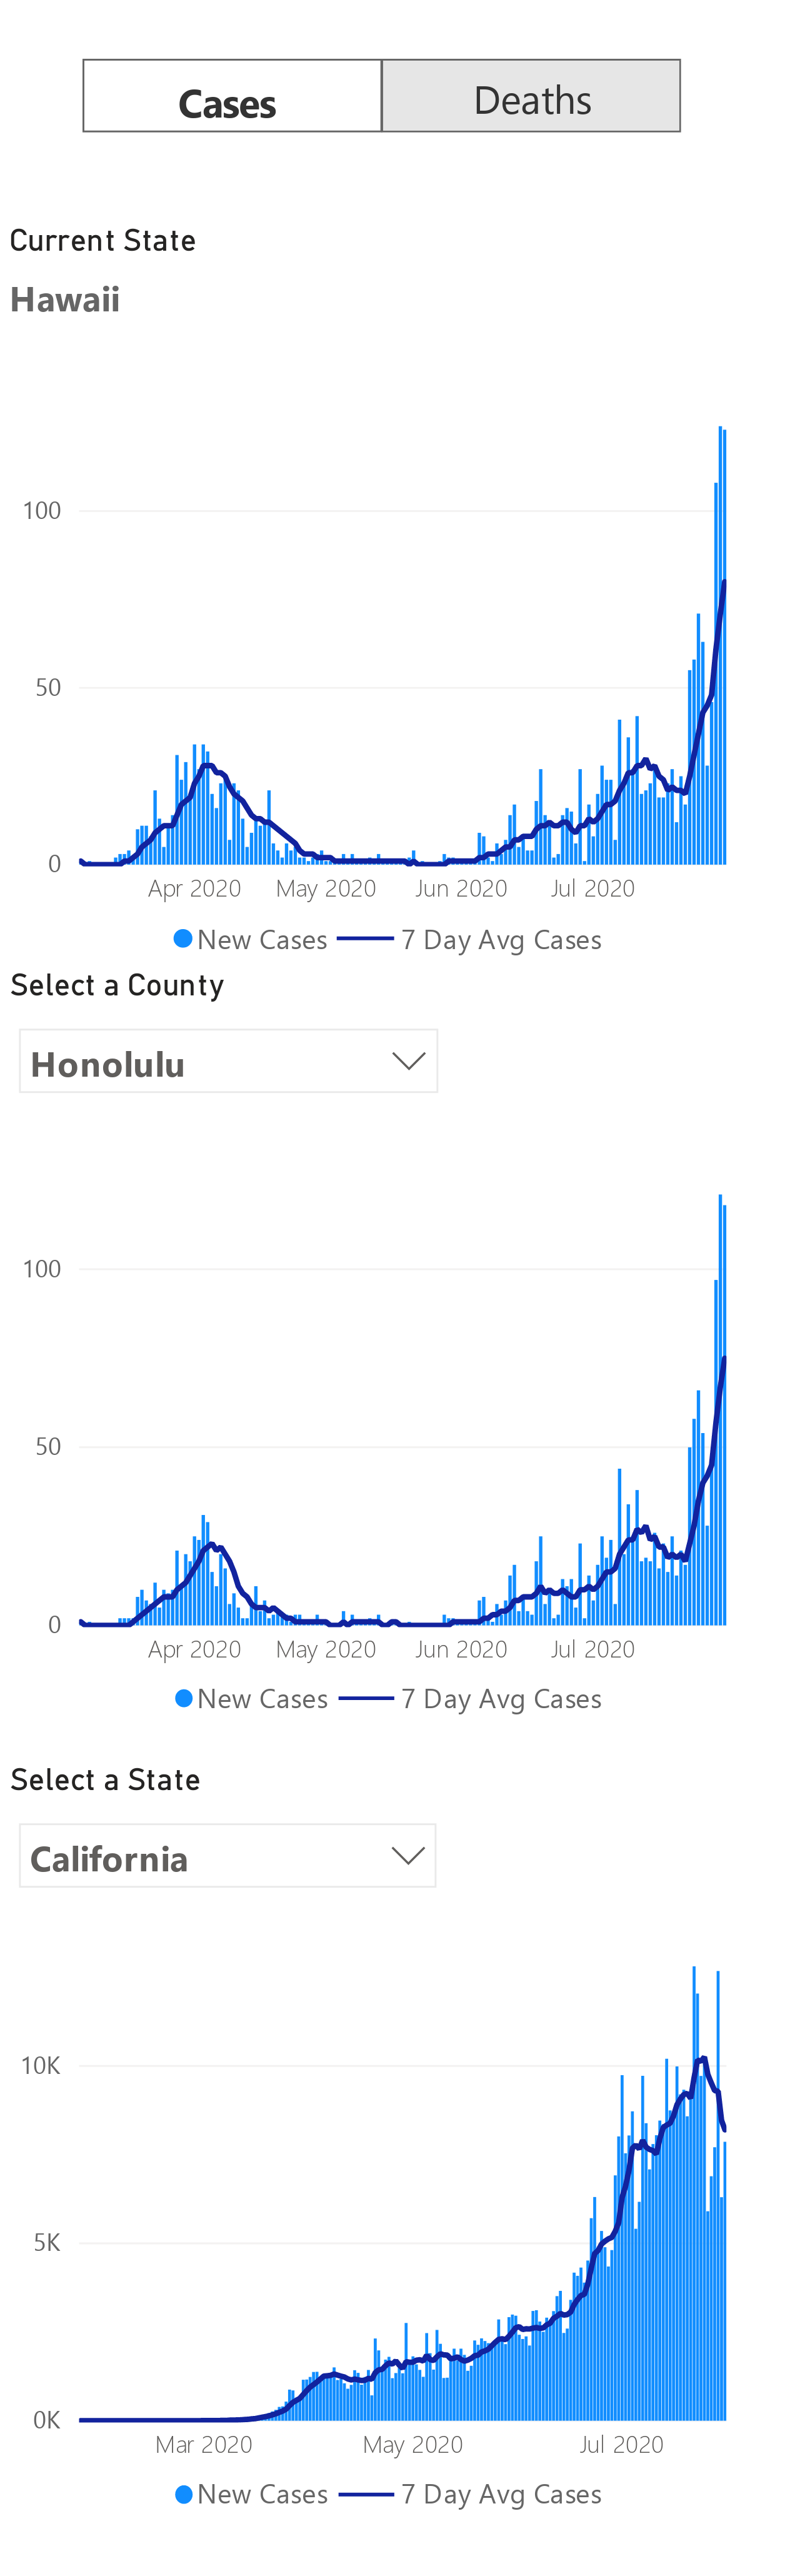 Cases Deaths
Current State
Hawaii
100
50
0
Apr 2020 May 2020 Jun 2020 Jul 2020
New Cases 7 Day Avg Cases
Select a County
Honolulu
100
50
0
Apr 2020 May 2020 Jun 2020 Jul 2020
New Cases 7 Day Avg Cases
Select a State
California
10K
5K
0K
Mar 2020 May 2020 Jul 2020
New Cases 7 Day Avg Cases